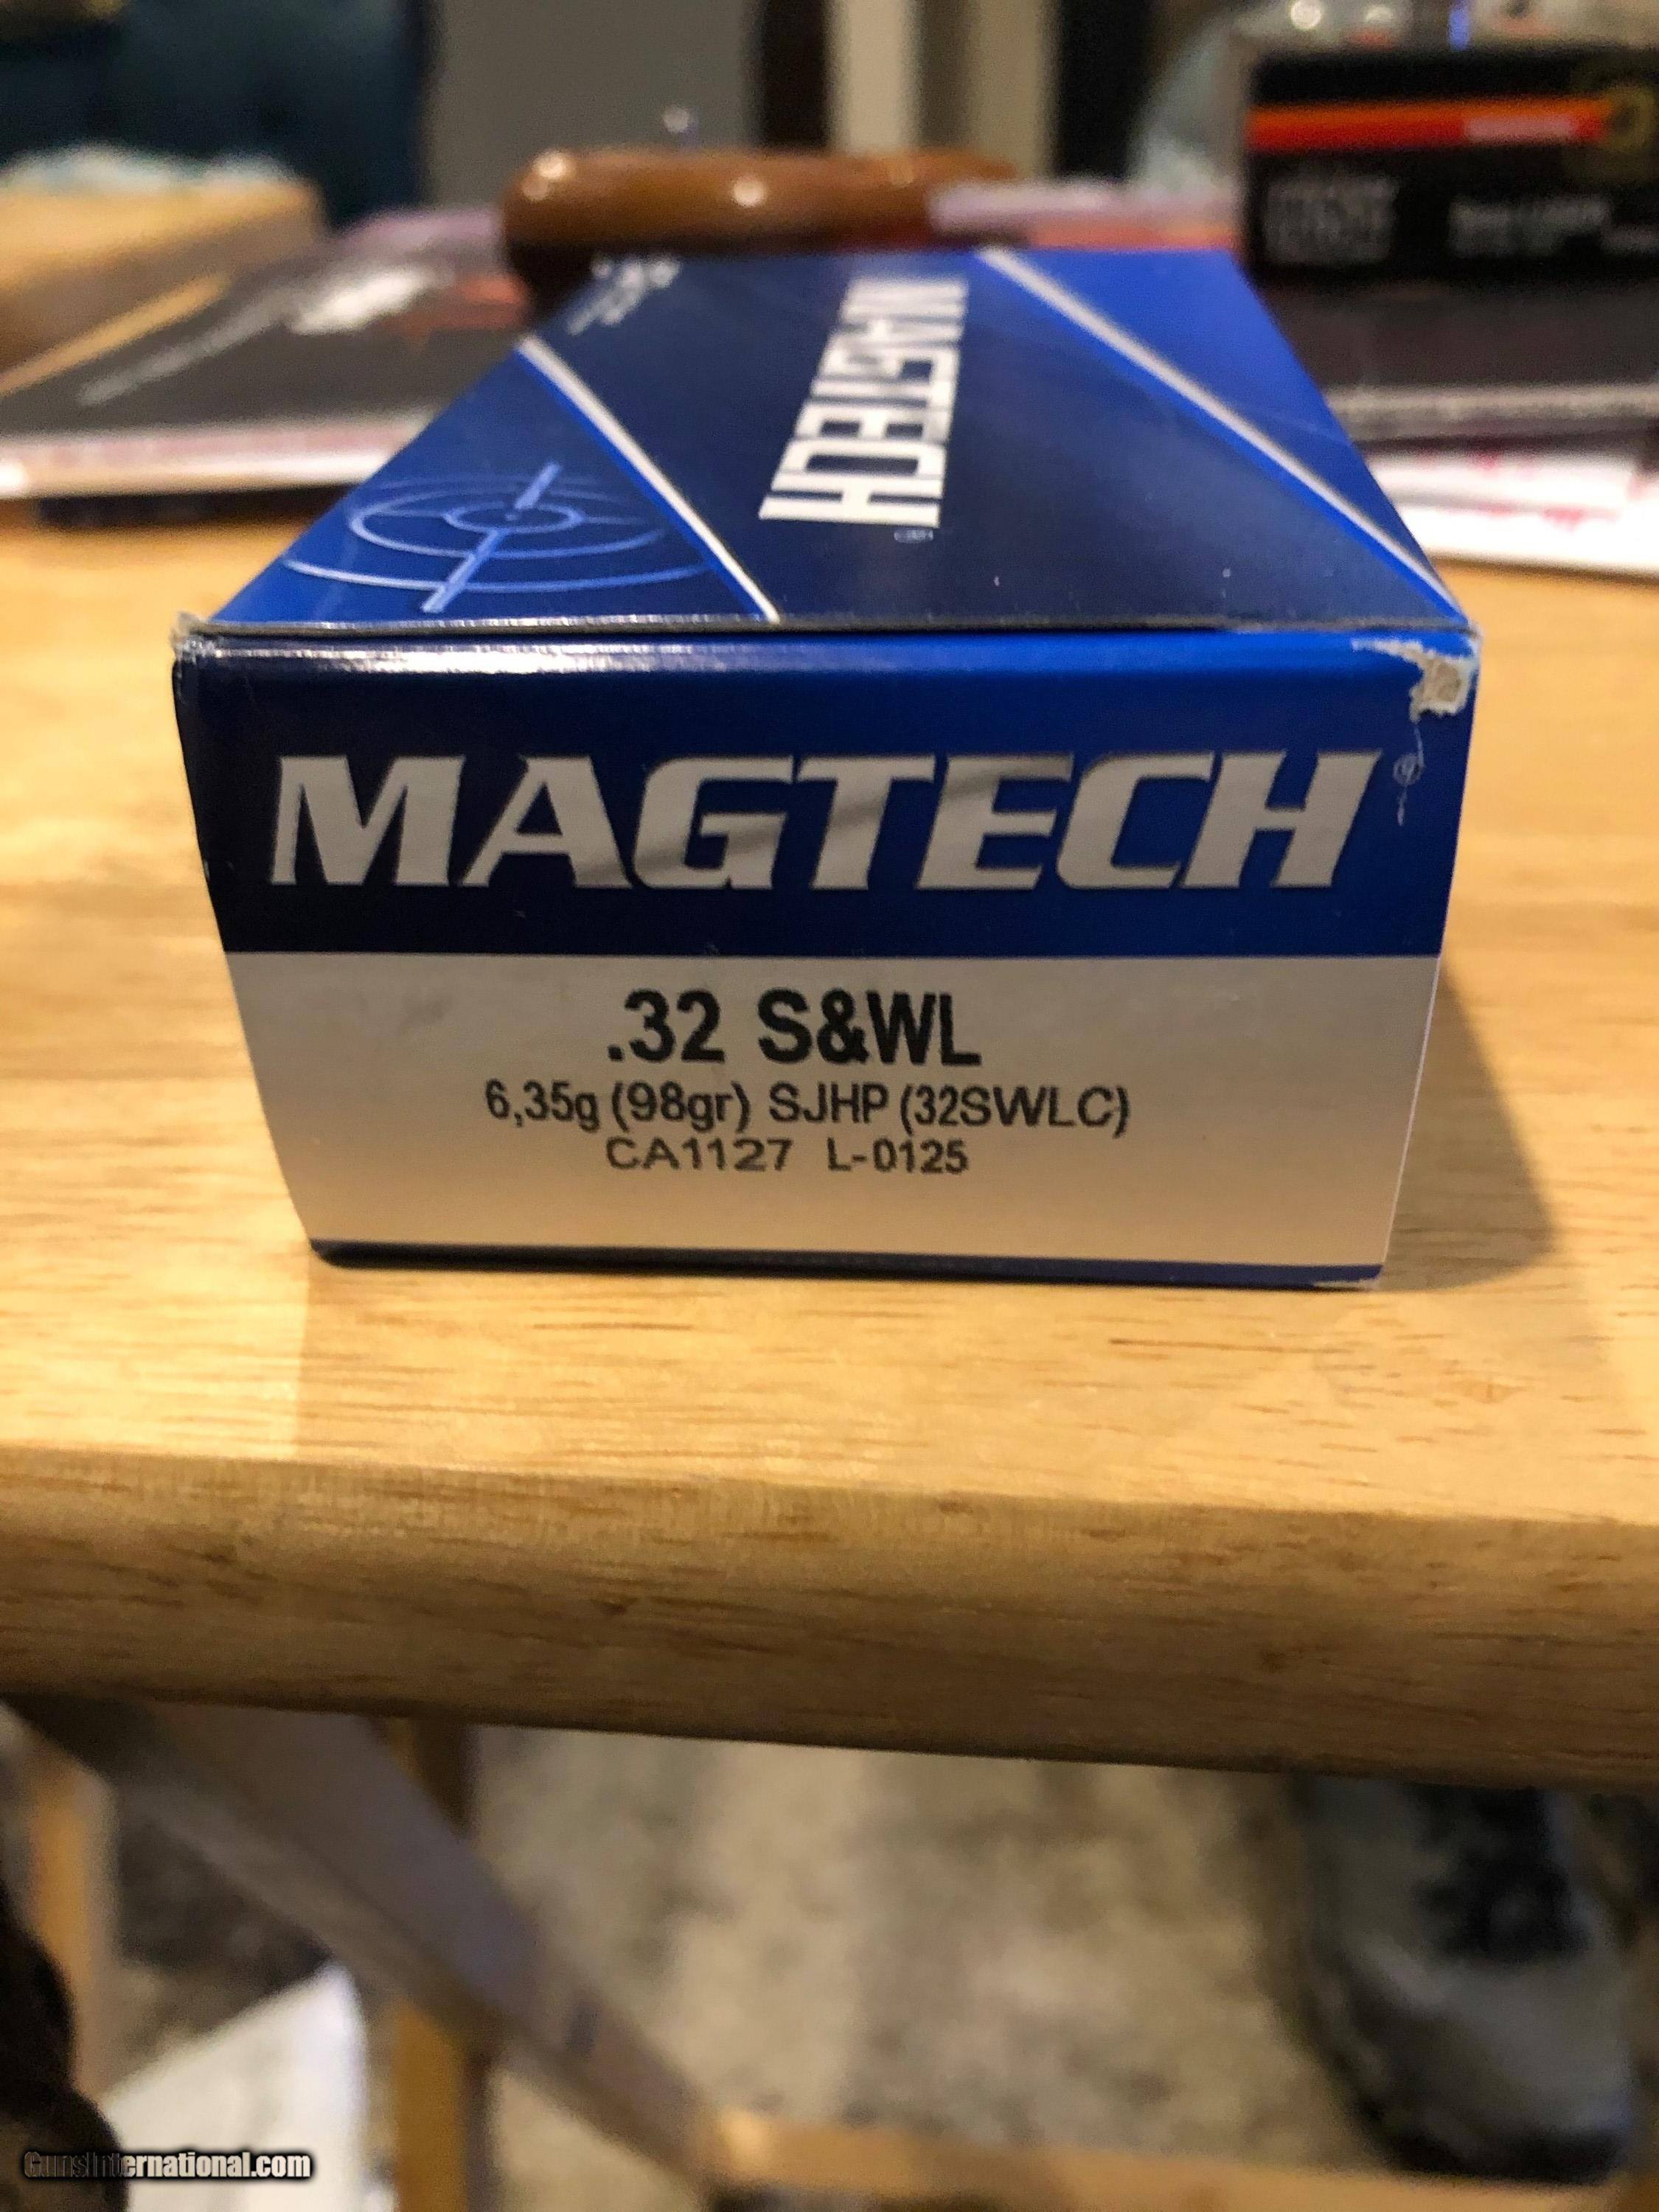 MAGTECH®
MAGTECH®
.32 S&WL
6,35g (98gr) SJHP (32SWLC)
CA1127 L-0125
GunsInternational.com